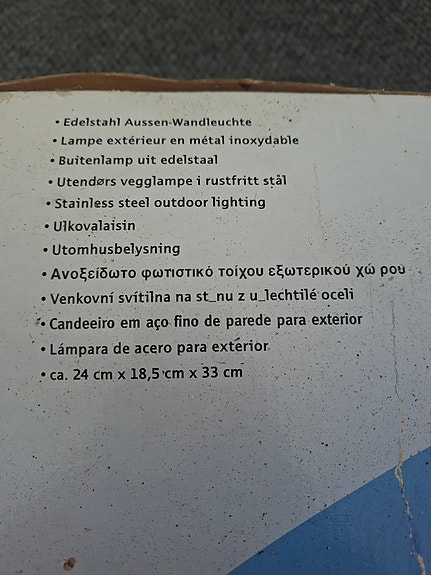 • Edelstahl Aussen-Wandleuchte
• Lampe extérieur en métal inoxydable
• Buitenlamp uit edelstaal
• Utendørs vegglampe i rustfritt stål
• Stainless steel outdoor lighting
• Ulkovalaisin
• Utomhusbelysning
• Ανοξείδωτο φωτιστικό τοίχου εξωτερικού χώ ρου
• Venkovní svítilna na st_nu z u_lechtilé oceli
• Candeeiro em aço fino de parede para exterior
• Lámpara de acero para exterior
• ca. 24 cm x 18,5 cm x 33 cm